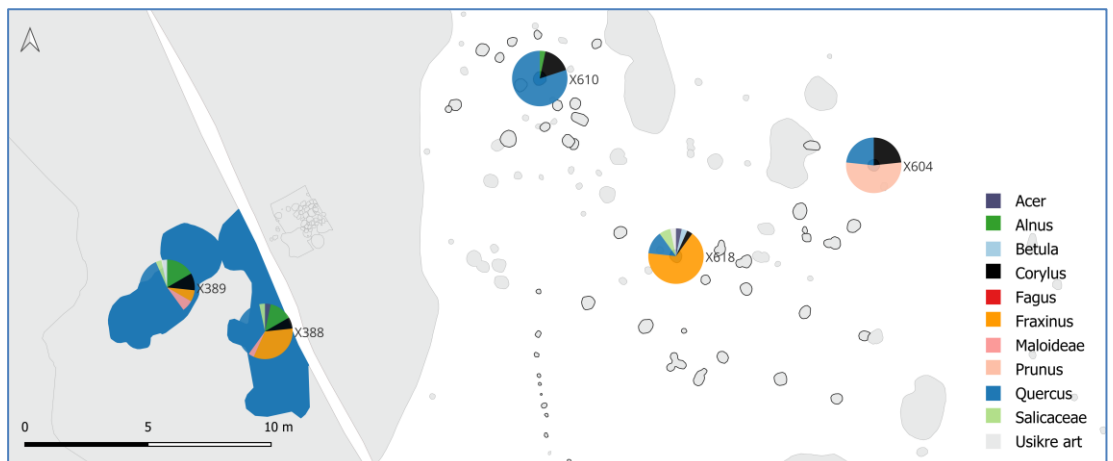 X610
X604
X618
X389
X388
Acer
Alnus
Betula
Corylus
Fagus
Fraxinus
Maloideae
Prunus
Quercus
Salicaceae
Usikre art
0 5 10 m